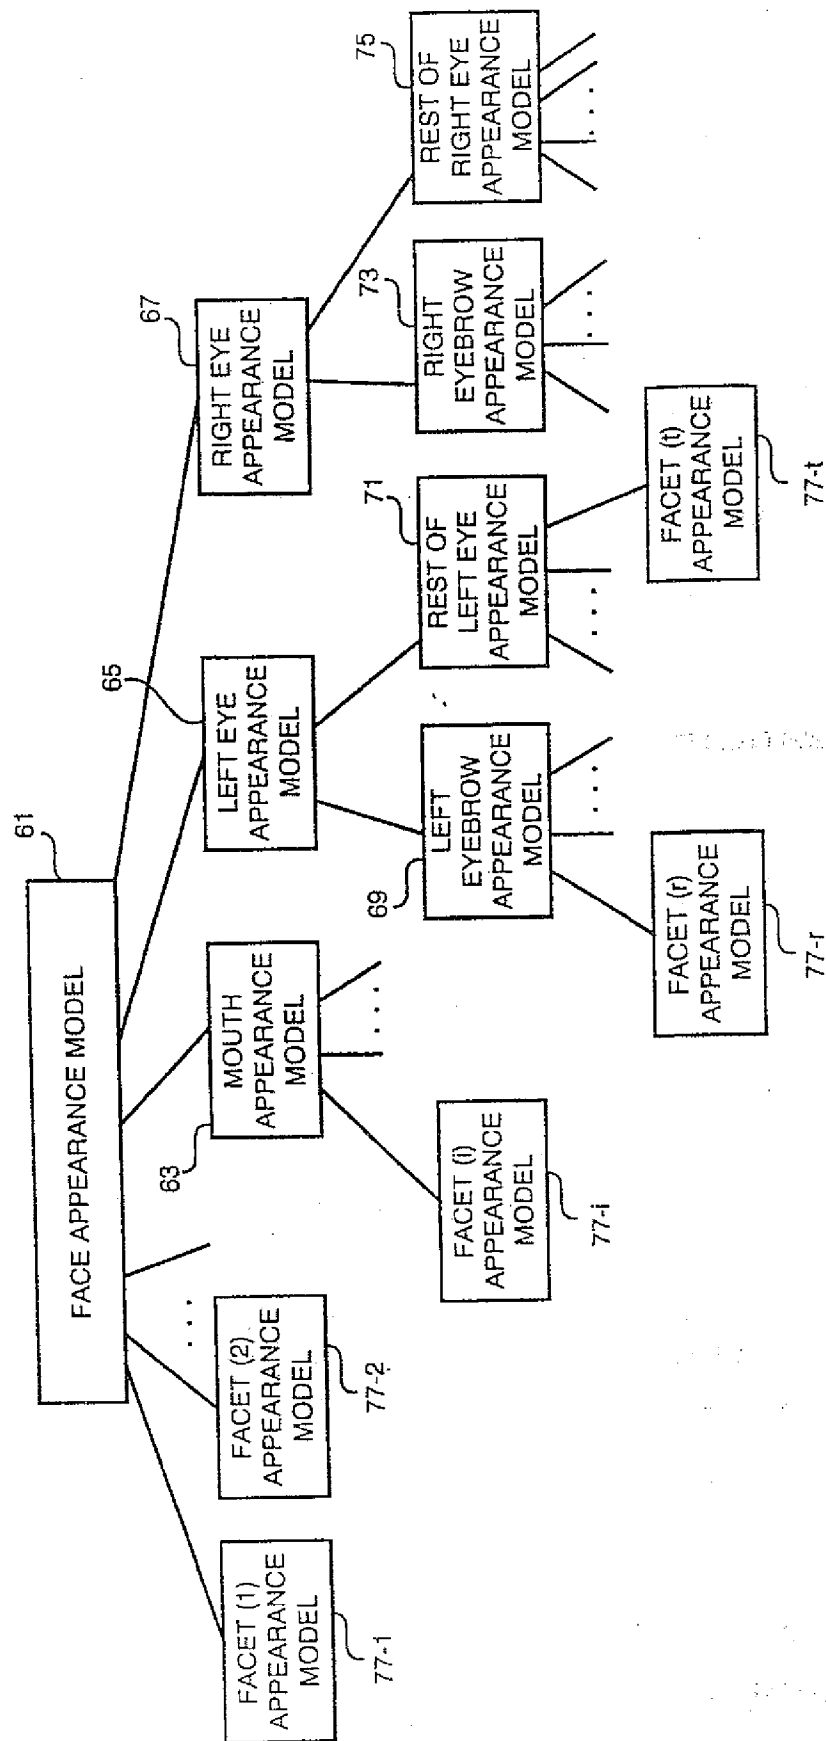 61
FACE APPEARANCE MODEL
77-1
FACET (1)
APPEARANCE
MODEL
77-2
FACET (2)
APPEARANCE
MODEL
. . .
63
MOUTH
APPEARANCE
MODEL
. . . .
65
LEFT EYE
APPEARANCE
MODEL
67
RIGHT EYE
APPEARANCE
MODEL
77-i
FACET (i)
APPEARANCE
MODEL
69
LEFT
EYEBROW
APPEARANCE
MODEL
. . . .
71
REST OF
LEFT EYE
APPEARANCE
MODEL
. . . .
73
RIGHT
EYEBROW
APPEARANCE
MODEL
. . . .
75
REST OF
RIGHT EYE
APPEARANCE
MODEL
. . . .
FACET (r)
APPEARANCE
MODEL
77-r
FACET (t)
APPEARANCE
MODEL
77-t